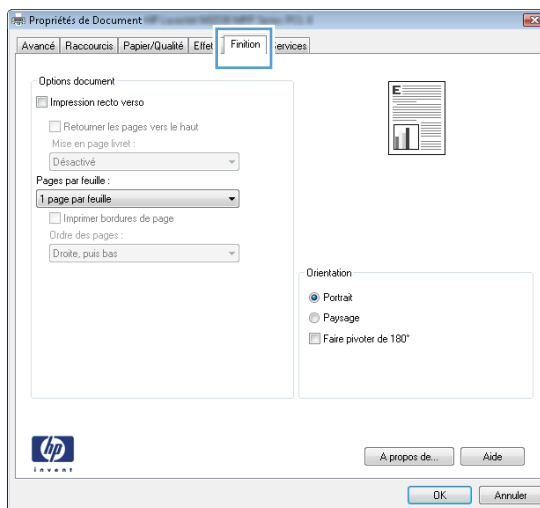 Propriétés de Document
Avancé Raccourcis Papier/Qualité Effet Finition ervices
Options document
Impression recto verso
Retourner les pages vers le haut
Mise en page livret :
Désactivé
Pages par feuille :
1 page par feuille
Imprimer bordures de page
Ordre des pages :
Droite, puis bas
E
Orientation
Portrait
Paysage
Faire pivoter de 180°
hp
invent
A propos de... Aide
OK Annuler